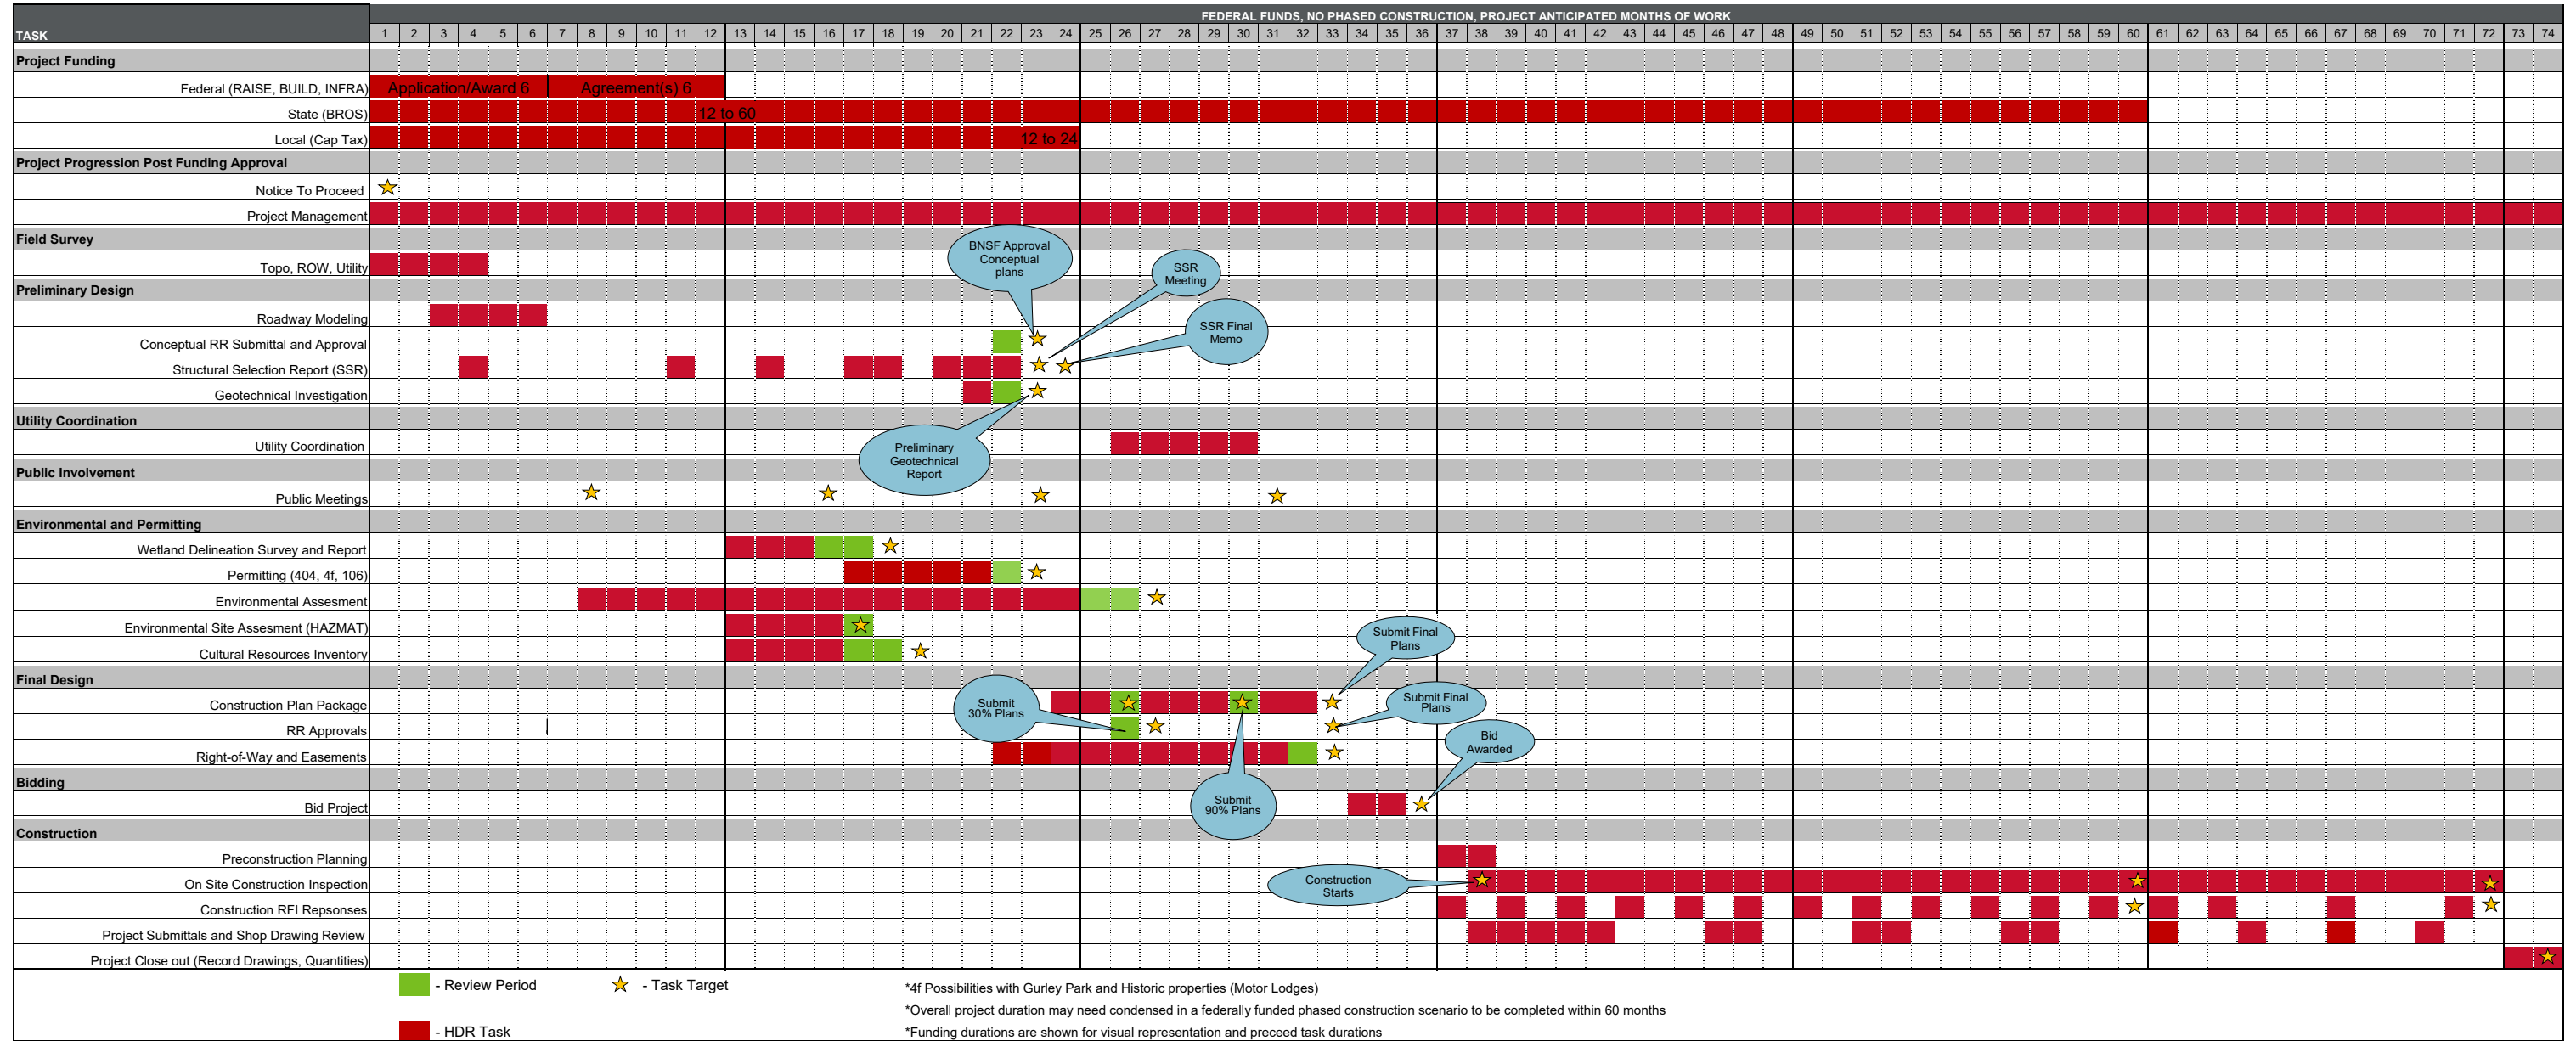 FEDERAL FUNDS, NO PHASED CONSTRUCTION, PROJECT ANTICIPATED MONTHS OF WORK
TASK 1 2 3 4 5 6 7 8 9 10 11 12 13 14 15 16 17 18 19 20 21 22 23 24 25 26 27 28 29 30 31 32 33 34 35 36 37 38 39 40 41 42 43 44 45 46 47 48 49 50 51 52 53 54 55 56 57 58 59 60 61 62 63 64 65 66 67 68 69 70 71 72 73 74
Project Funding
Federal (RAISE, BUILD, INFRA) Application/Award 6 Agreement(s) 6
State (BROS) 12 to 60
Local (Cap Tax) 12 to 24
Project Progression Post Funding Approval
Notice To Proceed
Project Management
Field Survey
BNSF Approval
Conceptual
plans
Topo, ROW, Utility
SSR
Meeting
Preliminary Design
Roadway Modeling
SSR Final
Memo
Conceptual RR Submittal and Approval
Structural Selection Report (SSR)
Geotechnical Investigation
Utility Coordination
Utility Coordination
Preliminary
Geotechnical
Report
Public Involvement
Public Meetings
Environmental and Permitting
Wetland Delineation Survey and Report
Permitting (404, 4f, 106)
Environmental Assesment
Environmental Site Assesment (HAZMAT)
Submit Final
Plans
Cultural Resources Inventory
Final Design
Construction Plan Package
Submit
30% Plans
Submit Final
Plans
RR Approvals
Bid
Awarded
Right-of-Way and Easements
Bidding
Bid Project
Submit
90% Plans
Construction
Preconstruction Planning
On Site Construction Inspection
Construction
Starts
Construction RFI Repsonses
Project Submittals and Shop Drawing Review
Project Close out (Record Drawings, Quantities)
- Review Period
- Task Target
*4f Possibilities with Gurley Park and Historic properties (Motor Lodges)
*Overall project duration may need condensed in a federally funded phased construction scenario to be completed within 60 months
- HDR Task
*Funding durations are shown for visual representation and preceed task durations